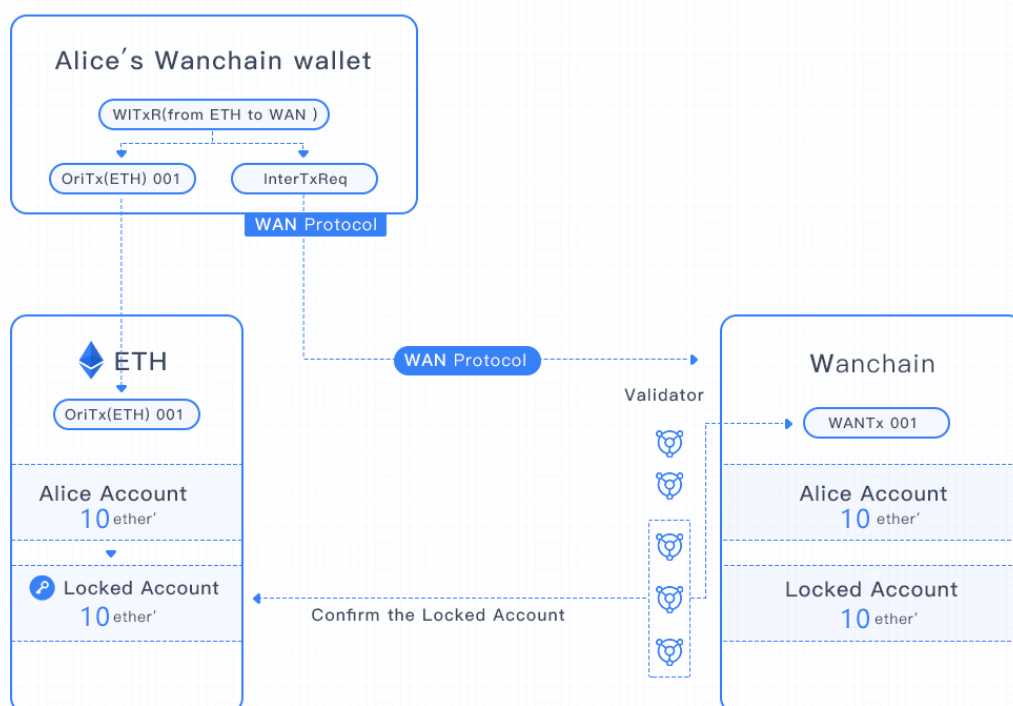 Alice's Wanchain wallet
WITxR(from ETH to WAN )
OriTx(ETH) 001
InterTxReq
WAN Protocol
ETH
OriTx(ETH) 001
Alice Account
10 ether'
Locked Account
10 ether'
WAN Protocol
Validator
Confirm the Locked Account
Wanchain
WANTx 001
Alice Account
10 ether'
Locked Account
10 ether'